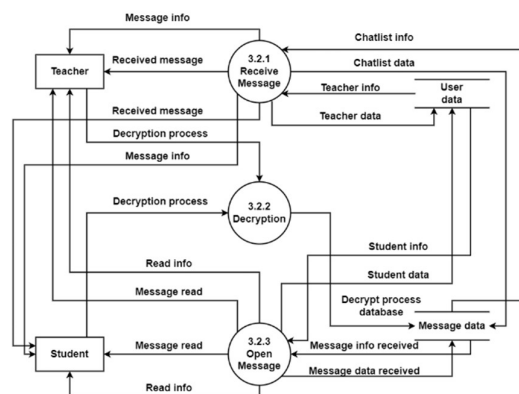 Message info
Chatlist info
3.2.1
Receive
Message
Teacher
Received message
Chatlist data
Teacher info
User
data
Received message
Teacher data
Decryption process
Message info
Decryption process
3.2.2
Decryption
Student info
Read info
Student data
Message read
Decrypt process
database
Message data
3.2.3
Open
Message
Student
Message read
Message info received
Message data received
Read info